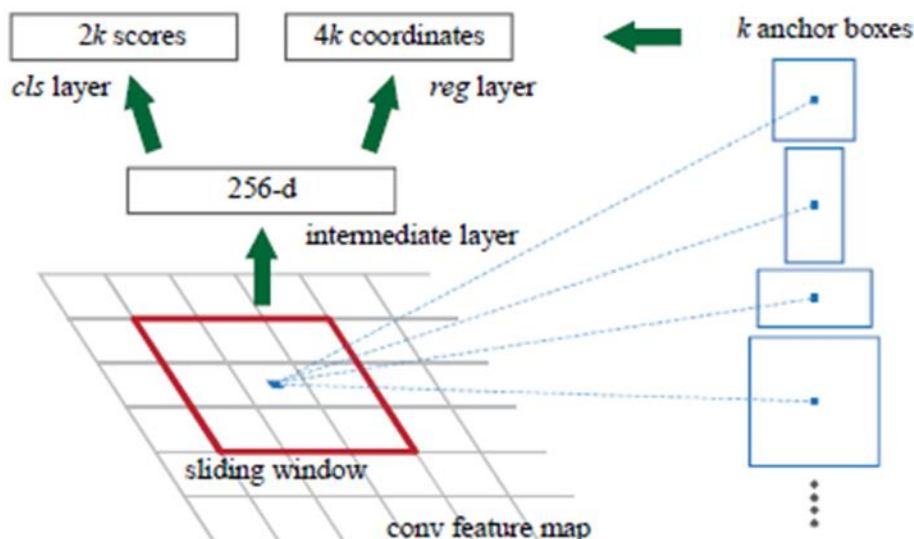 2k scores
4k coordinates
k anchor boxes
cls layer
reg layer
256-d
intermediate layer
sliding window
conv feature map